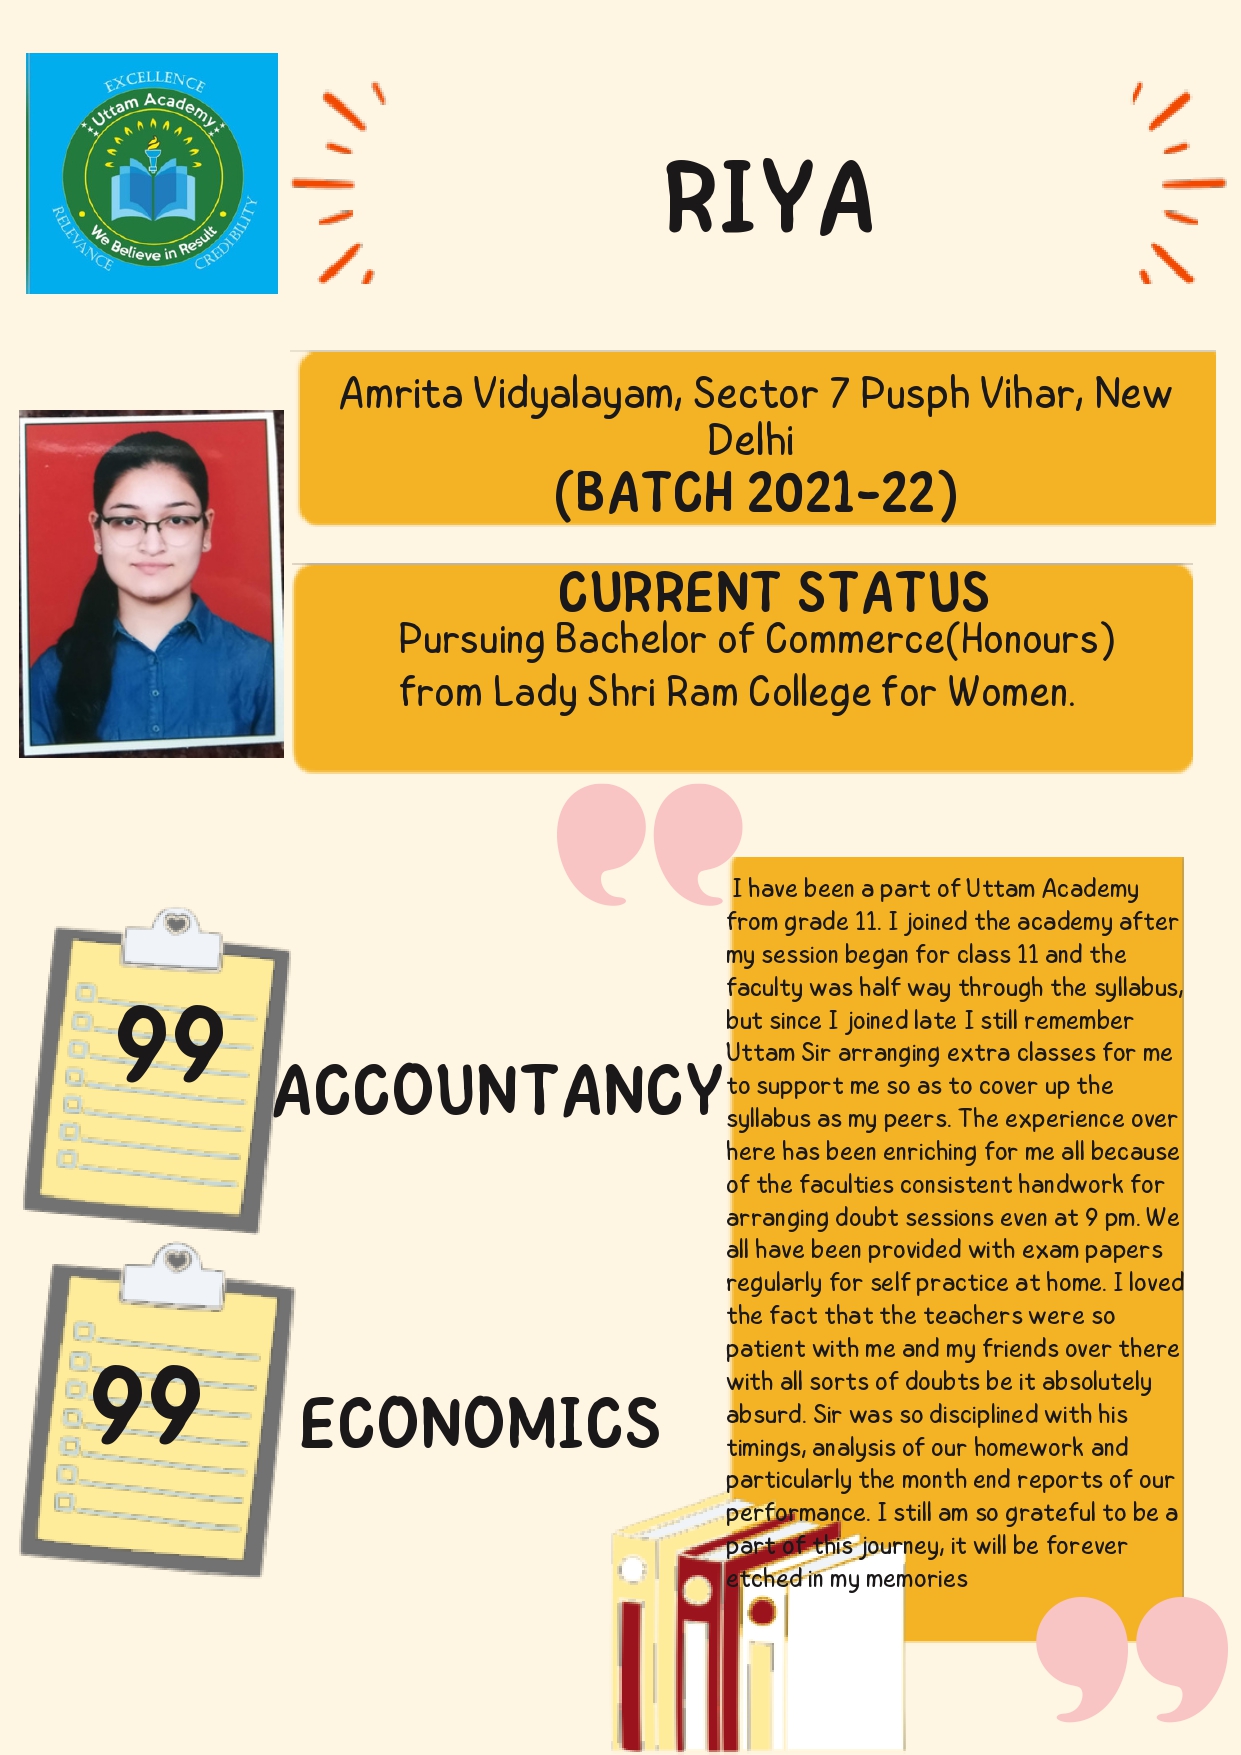 EXCELLENCE
Uttam Academy
We Believe in Result
RELEVANCE
CREDIBILITY
RIYA
Amrita Vidyalayam, Sector 7 Pusph Vihar, New
Delhi
(BATCH 2021-22)
CURRENT STATUS
Pursuing Bachelor of Commerce(Honours)
from Lady Shri Ram College for Women.
99
ACCOUNTANCY
99
ECONOMICS
I have been a part of Uttam Academy
from grade 11. I joined the academy after
my session began for class 11 and the
faculty was half way through the syllabus,
but since I joined late I still remember
Uttam Sir arranging extra classes for me
to support me so as to cover up the
syllabus as my peers. The experience over
here has been enriching for me all because
of the faculties consistent handwork for
arranging doubt sessions even at 9 pm. We
all have been provided with exam papers
regularly for self practice at home. I loved
the fact that the teachers were so
patient with me and my friends over there
with all sorts of doubts be it absolutely
absurd. Sir was so disciplined with his
timings, analysis of our homework and
particularly the month end reports of our
performance. I still am so grateful to be a
part of this journey, it will be forever
etched in my memories